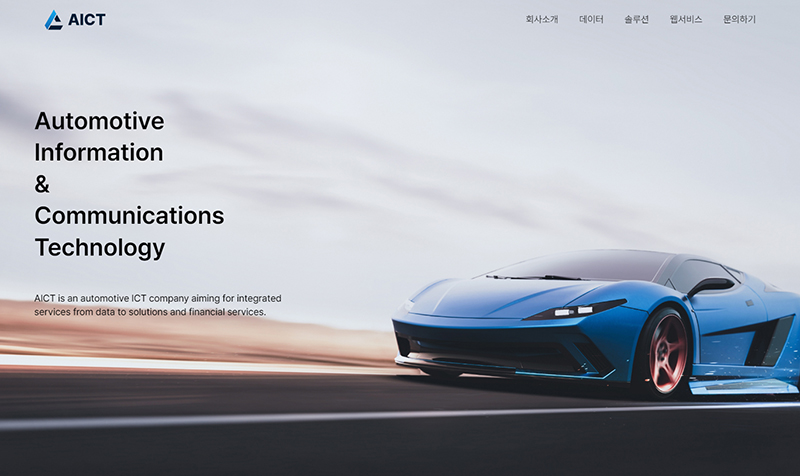 AICT
회사소개 데이터 솔루션 웹서비스 문의하기
Automotive
Information
&
Communications
Technology
AICT is an automotive ICT company aiming for integrated
services from data to solutions and financial services.